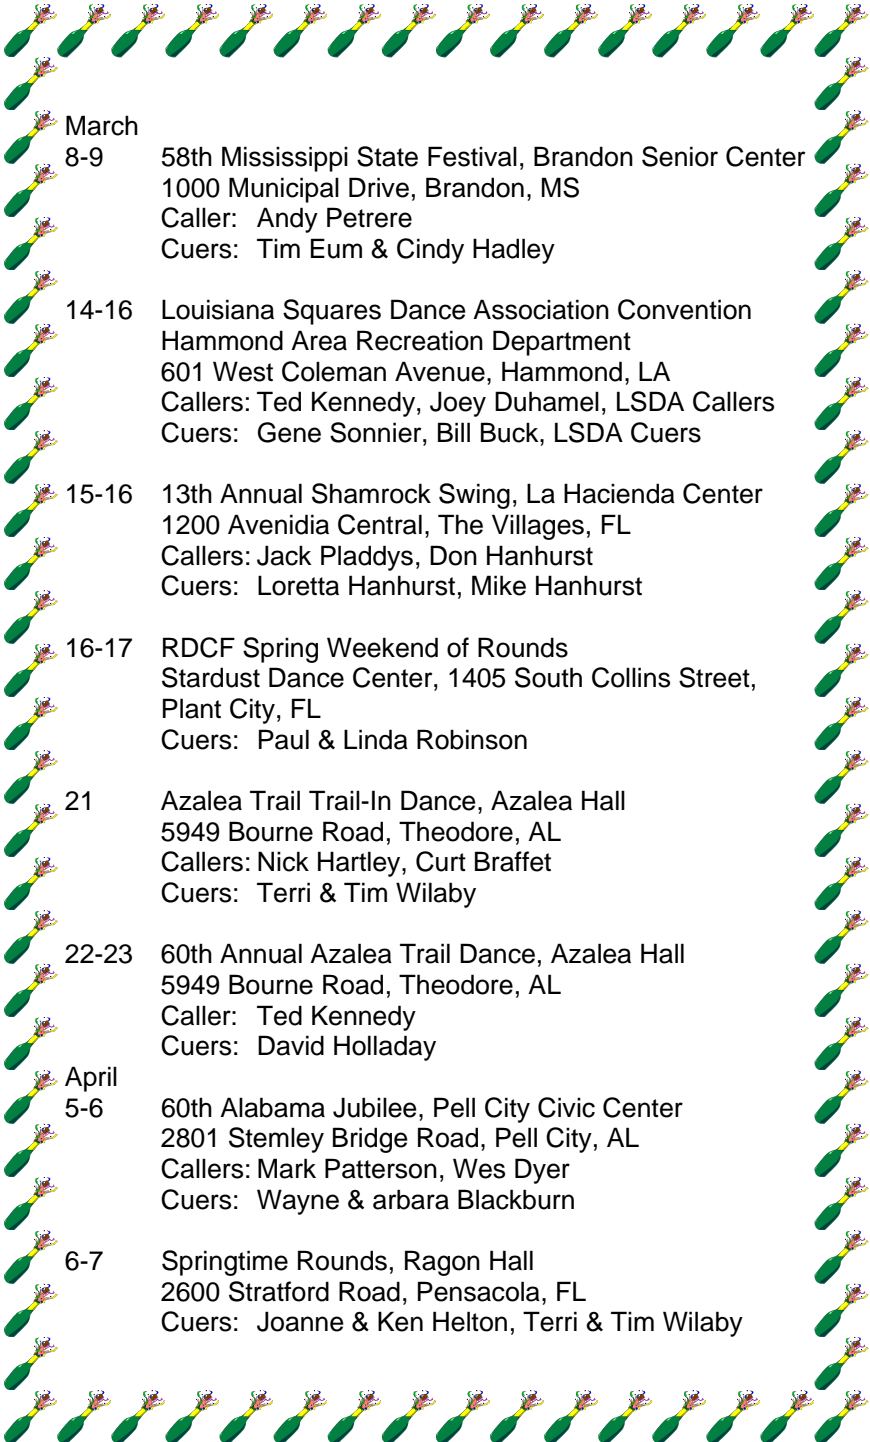 March
8-9 58th Mississippi State Festival, Brandon Senior Center
1000 Municipal Drive, Brandon, MS
Caller: Andy Petrere
Cuers: Tim Eum & Cindy Hadley
14-16 Louisiana Squares Dance Association Convention
Hammond Area Recreation Department
601 West Coleman Avenue, Hammond, LA
Callers: Ted Kennedy, Joey Duhamel, LSDA Callers
Cuers: Gene Sonnier, Bill Buck, LSDA Cuers
15-16 13th Annual Shamrock Swing, La Hacienda Center
1200 Avenidia Central, The Villages, FL
Callers: Jack Pladdys, Don Hanhurst
Cuers: Loretta Hanhurst, Mike Hanhurst
16-17 RDCF Spring Weekend of Rounds
Stardust Dance Center, 1405 South Collins Street,
Plant City, FL
Cuers: Paul & Linda Robinson
21 Azalea Trail Trail-In Dance, Azalea Hall
5949 Bourne Road, Theodore, AL
Callers: Nick Hartley, Curt Braffet
Cuers: Terri & Tim Wilaby
22-23 60th Annual Azalea Trail Dance, Azalea Hall
5949 Bourne Road, Theodore, AL
Caller: Ted Kennedy
Cuers: David Holladay
April
5-6 60th Alabama Jubilee, Pell City Civic Center
2801 Stemley Bridge Road, Pell City, AL
Callers: Mark Patterson, Wes Dyer
Cuers: Wayne & arbara Blackburn
6-7 Springtime Rounds, Ragon Hall
2600 Stratford Road, Pensacola, FL
Cuers: Joanne & Ken Helton, Terri & Tim Wilaby